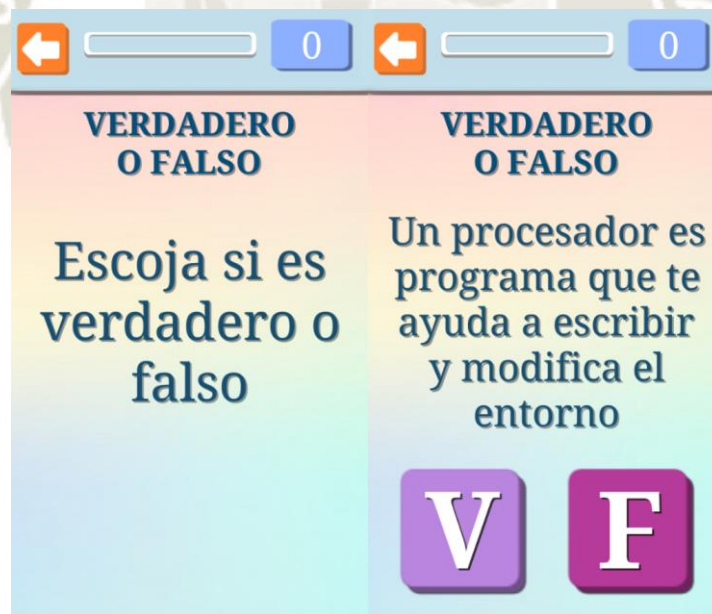 0
VERDADERO
O FALSO
Escoja si es
verdadero o
falso
0
VERDADERO
O FALSO
Un procesador es
programa que te
ayuda a escribir
y modifica el
entorno
V F